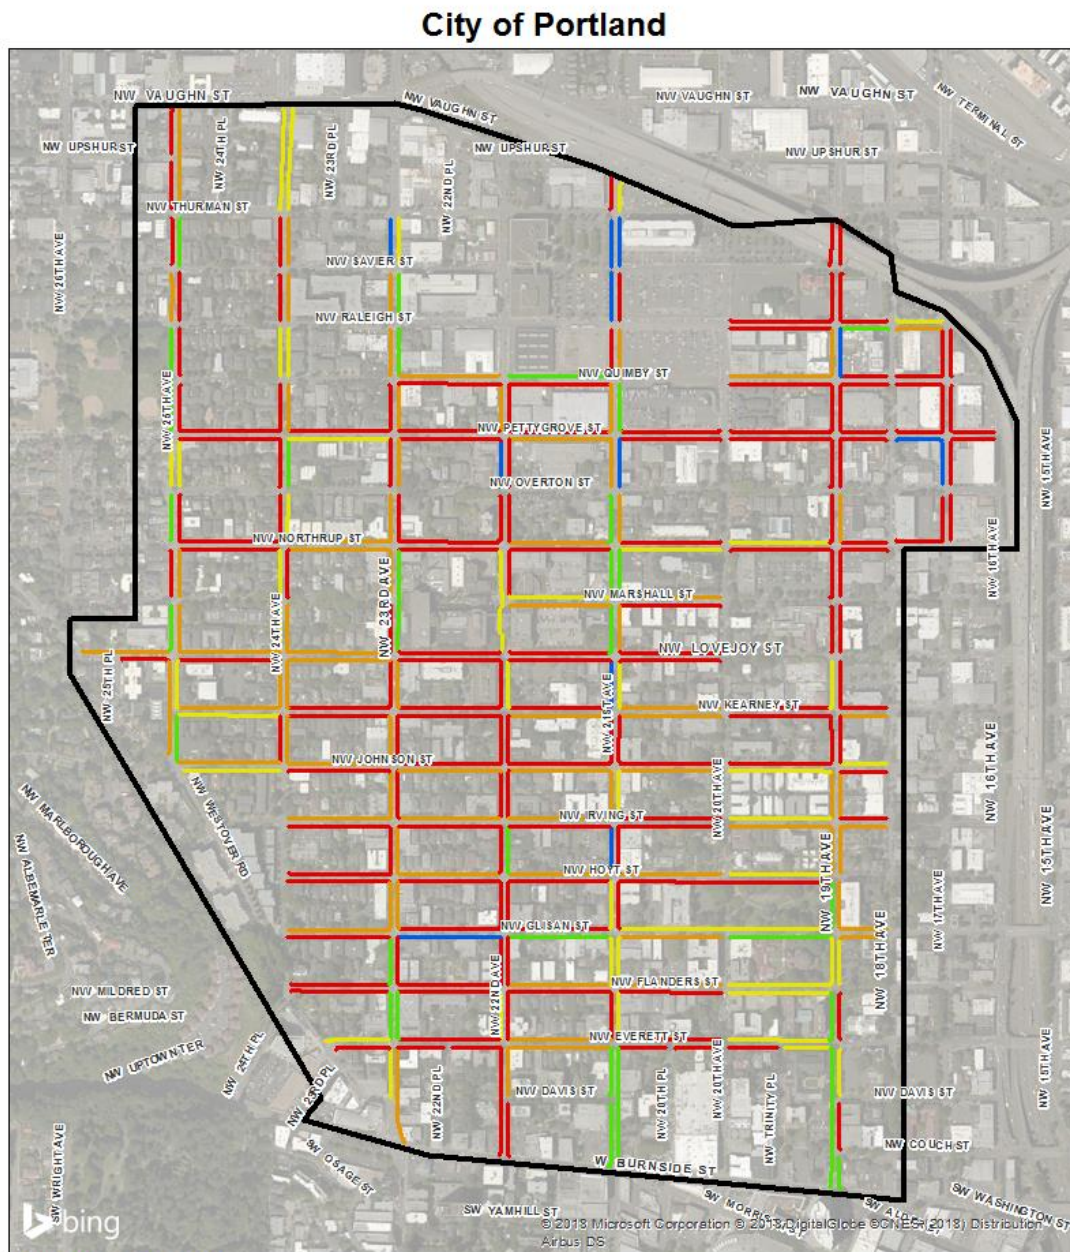 City of Portland
NW VAUGHN ST
NW VAUGHN ST
NW VAUGHN ST
NW VAUGHN ST
NW TERMINAL ST
NW UPSHUR ST
NW 24TH PL
NW 23RD PL
NW 22ND PL
NW UPSHUR ST
NW UPSHUR ST
NW THURMAN ST
NW 26TH AVE
NW SAVIER ST
NW RALEIGH ST
NW QUIMBY ST
NW 25TH AVE
NW PETTYGROVE ST
NW OVERTON ST
NW 15TH AVE
NW NORTHRUP ST
NW 16TH AVE
NW 24TH AVE
NW 23RD AVE
NW MARSHALL ST
NW LOVEJOY ST
NW 25TH PL
NW 21ST AVE
NW KEARNEY ST
NW JOHNSON ST
NW 20TH AVE
NW 16TH AVE
NW WESTOVER RD
NW MARLBOROUGH AVE
NW IRVING ST
NW 15TH AVE
NW ALBEMARLE TER
NW HOYT ST
NW 19TH AVE
NW 17TH AVE
NW GLISAN ST
NW 18TH AVE
NW MILDRED ST
NW FLANDERS ST
NW 22ND AVE
NW BERMUDA ST
NW EVERETT ST
NW UPTOWN TER
NW 24TH PL
NW 23RD PL
NW 22ND PL
NW DAVIS ST
NW 20TH PL
NW 20TH AVE
NW TRINITY PL
NW DAVIS ST
NW 15TH AVE
NW COUCH ST
SW WRIGHT AVE
SW OSAGE ST
W BURNSIDE ST
SW YAMHILL ST
SW MORRISON ST
SW ALDER ST
SW WASHINGTON ST
bing
© 2018 Microsoft Corporation © 2018 DigitalGlobe ©CNES (2018) Distribution
Airbus DS